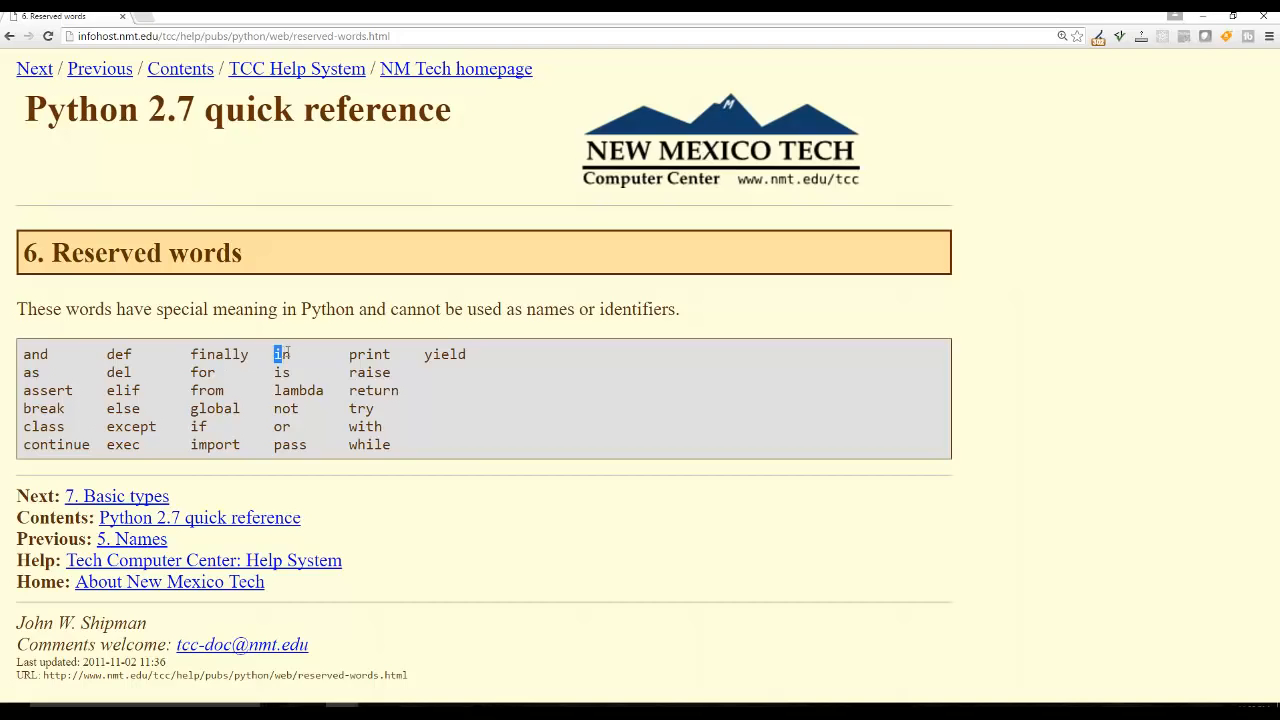 6. Reserved words
infohost.nmt.edu/tcc/help/pubs/python/web/reserved-words.html
Next / Previous / Contents / TCC Help System / NM Tech homepage
Python 2.7 quick reference
M
NEW MEXICO TECH
Computer Center www.nmt.edu/tcc
6. Reserved words
These words have special meaning in Python and cannot be used as names or identifiers.
and def finally in print yield
as del for is raise
assert elif from lambda return
break else global not try
class except if or with
continue exec import pass while
Next: 7. Basic types
Contents: Python 2.7 quick reference
Previous: 5. Names
Help: Tech Computer Center: Help System
Home: About New Mexico Tech
John W. Shipman
Comments welcome: tcc-doc@nmt.edu
Last updated: 2011-11-02 11:36
URL: http://www.nmt.edu/tcc/help/pubs/python/web/reserved-words.html